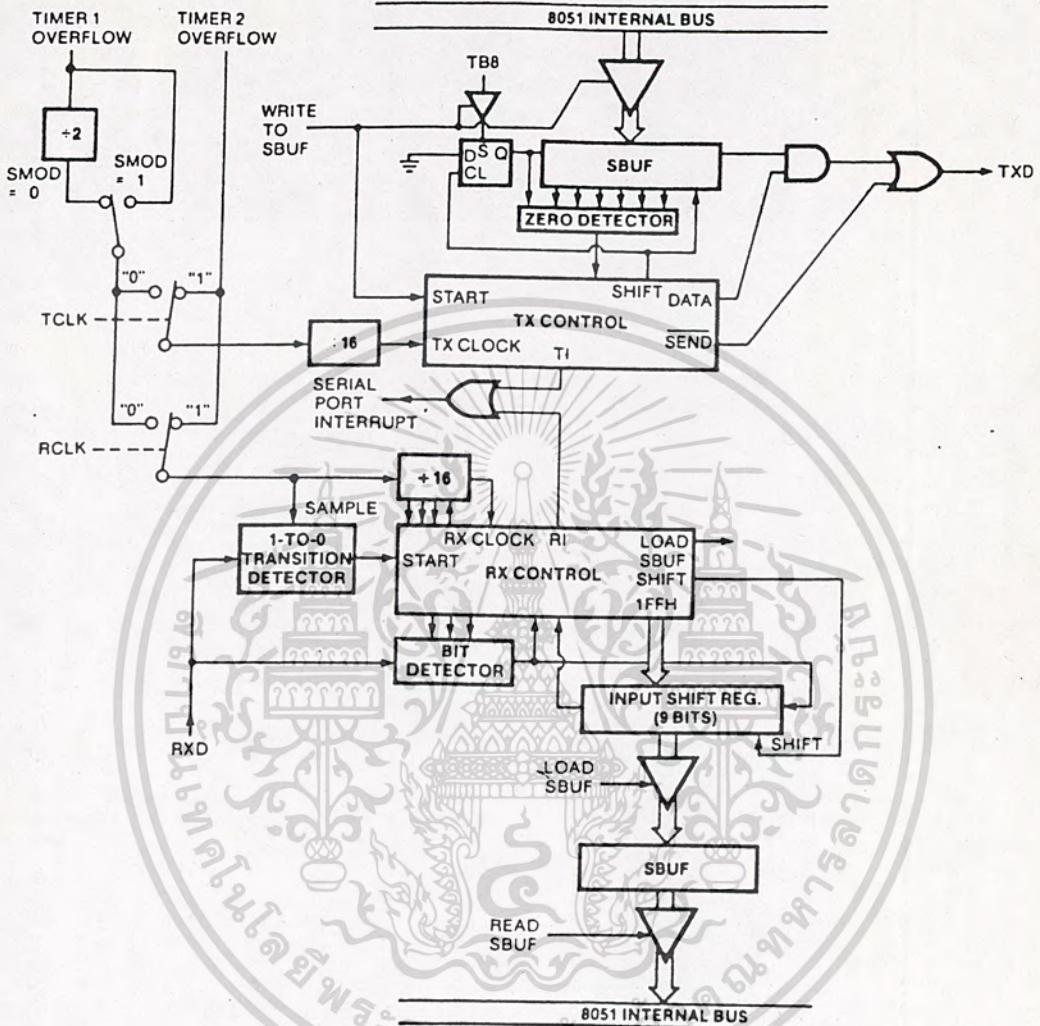 TIMER 1 OVERFLOW
TIMER 2 OVERFLOW
8051 INTERNAL BUS
TB8
WRITE TO SBUF
÷2
SMOD = 0
SMOD = 1
D S Q
CL
SBUF
ZERO DETECTOR
TXD
"0"
"1"
TCLK
START
SHIFT
DATA
TX CONTROL
SEND
TX CLOCK
TI
÷16
SERIAL PORT INTERRUPT
"0"
"1"
RCLK
÷16
SAMPLE
1-TO-0 TRANSITION DETECTOR
RX CLOCK
RI
START
RX CONTROL
LOAD SBUF
SHIFT
1FFH
BIT DETECTOR
INPUT SHIFT REG. (9 BITS)
RXD
SHIFT
LOAD SBUF
SBUF
READ SBUF
8051 INTERNAL BUS